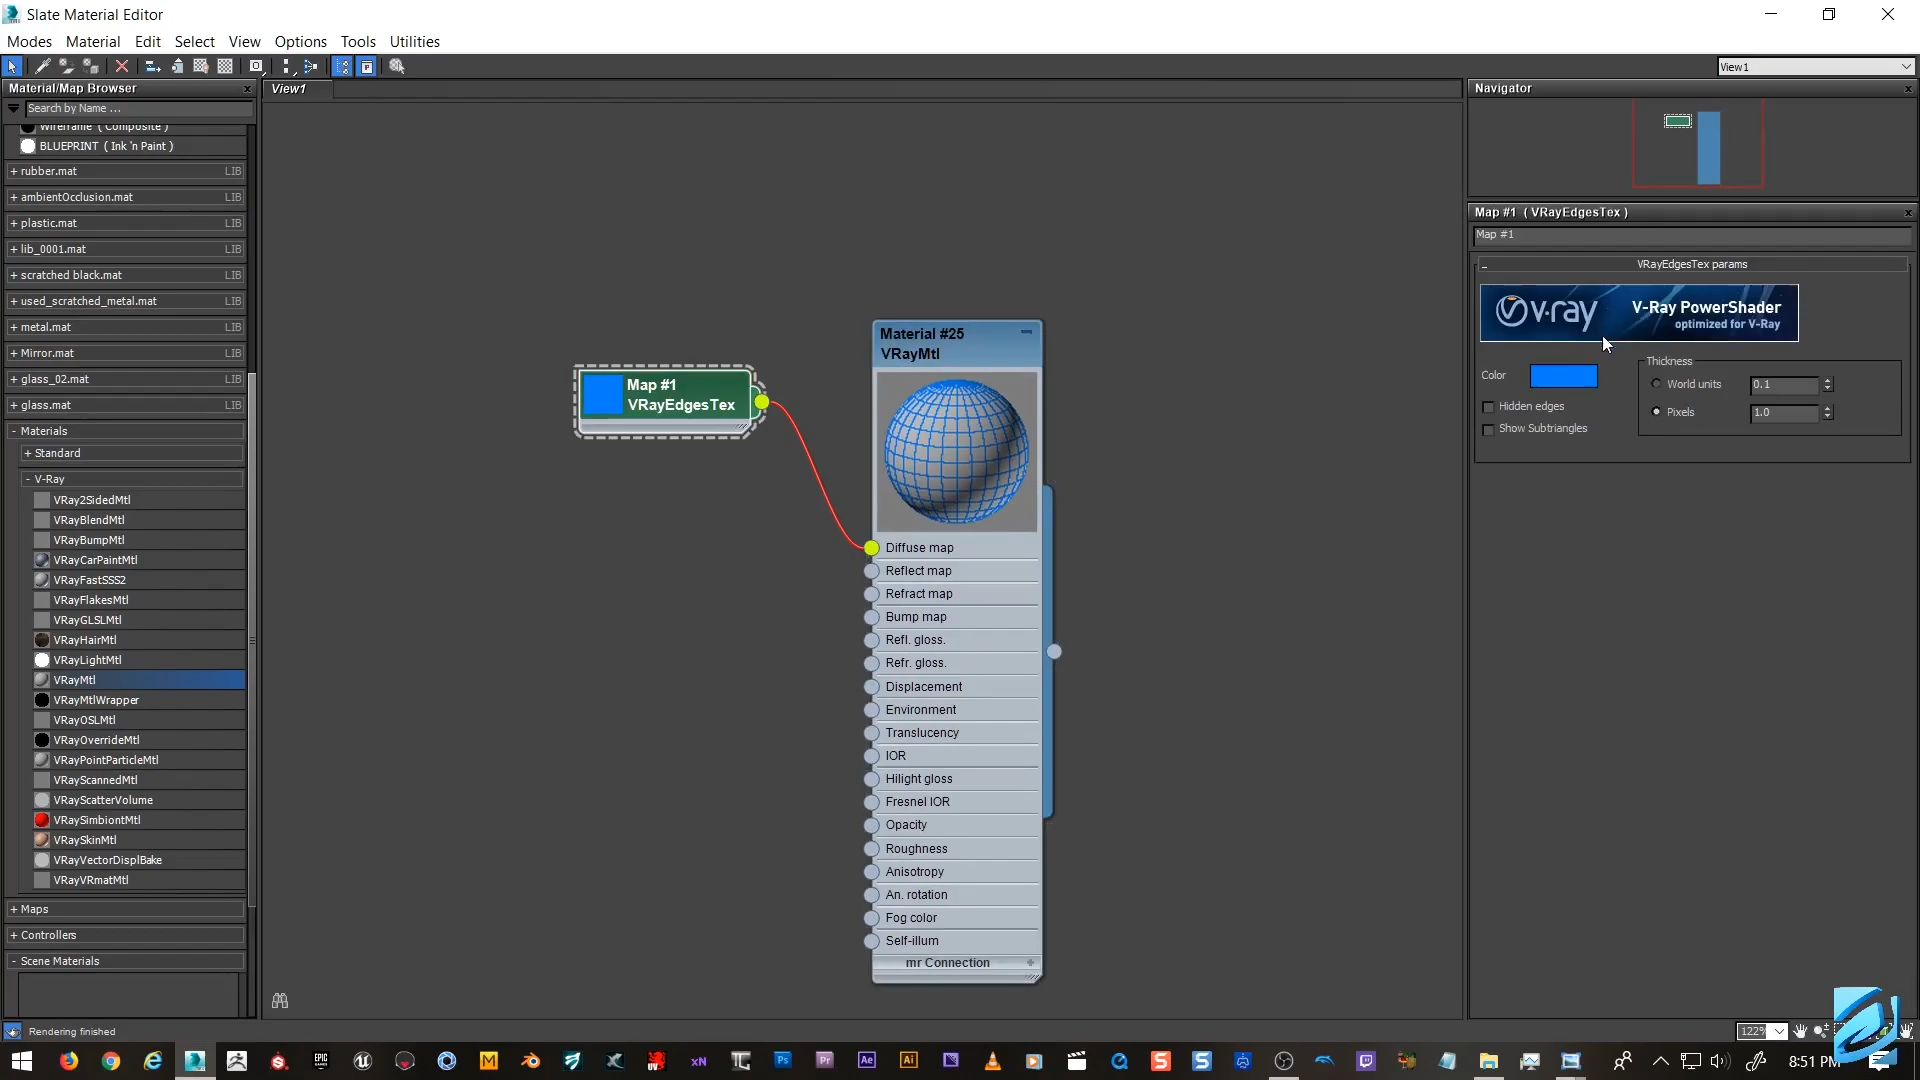 Slate Material Editor
Modes Material Edit Select View Options Tools Utilities
View1
Material/Map Browser
View1
Navigator
Search by Name ...
Wireframe ( Composite )
BLUEPRINT ( Ink 'n Paint )
+ rubber.mat LIB
+ ambientOcclusion.mat LIB
+ plastic.mat LIB
+ lib_0001.mat LIB
+ scratched black.mat LIB
+ used_scratched_metal.mat LIB
+ metal.mat LIB
+ Mirror.mat LIB
+ glass_02.mat LIB
+ glass.mat LIB
- Materials
+ Standard
- V-Ray
VRay2SidedMtl
VRayBlendMtl
VRayBumpMtl
VRayCarPaintMtl
VRayFastSSS2
VRayFlakesMtl
VRayGLSLMtl
VRayHairMtl
VRayLightMtl
VRayMtl
VRayMtlWrapper
VRayOSLMtl
VRayOverrideMtl
VRayPointParticleMtl
VRayScannedMtl
VRayScatterVolume
VRaySimbiontMtl
VRaySkinMtl
VRayVectorDisplBake
VRayVRmatMtl
+ Maps
+ Controllers
- Scene Materials
Map #1
VRayEdgesTex
Material #25
VRayMtl
Diffuse map
Reflect map
Refract map
Bump map
Refl. gloss.
Refr. gloss.
Displacement
Environment
Translucency
IOR
Hilight gloss
Fresnel IOR
Opacity
Roughness
Anisotropy
An. rotation
Fog color
Self-illum
mr Connection +
Map #1 ( VRayEdgesTex )
Map #1
- VRayEdgesTex params
v·ray
V-Ray PowerShader
optimized for V-Ray
Color
Hidden edges
Show Subtriangles
Thickness
World units 0.1
Pixels 1.0
Rendering finished
122%
8:51 PM